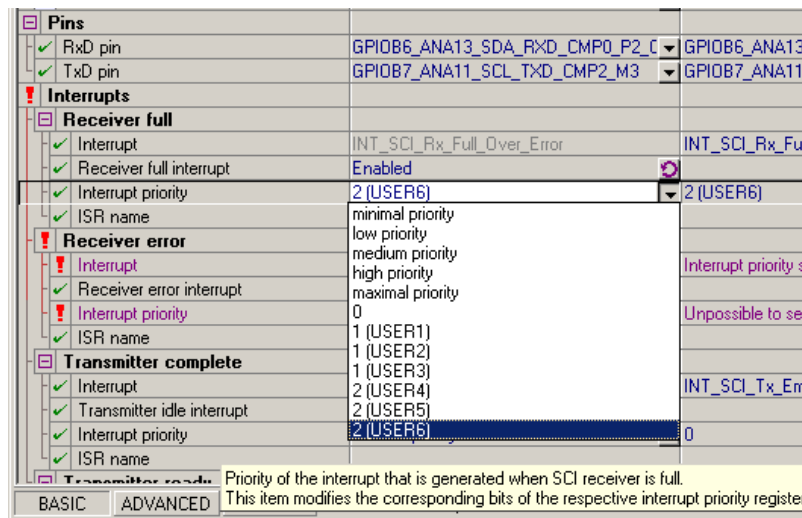 Pins
RxD pin GPIOB6_ANA13_SDA_RXD_CMP0_P2_ GPIOB6_ANA13
TxD pin GPIOB7_ANA11_SCL_TXD_CMP2_M3 GPIOB7_ANA11
Interrupts
Receiver full
Interrupt INT_SCI_Rx_Full_Over_Error INT_SCI_Rx_Fu
Receiver full interrupt Enabled
Interrupt priority 2 (USER6) 2 (USER6)
ISR name
minimal priority
low priority
medium priority
high priority
maximal priority
0
1 (USER1)
1 (USER2)
1 (USER3)
2 (USER4)
2 (USER5)
2 (USER6)
Receiver error
Interrupt Interrupt priority s
Receiver error interrupt
Interrupt priority Unpossible to se
ISR name
Transmitter complete
Interrupt INT_SCI_Tx_Em
Transmitter idle interrupt
Interrupt priority 0
ISR name
Transmitter ready
Priority of the interrupt that is generated when SCI receiver is full.
This item modifies the corresponding bits of the respective interrupt priority registe
BASIC ADVANCED